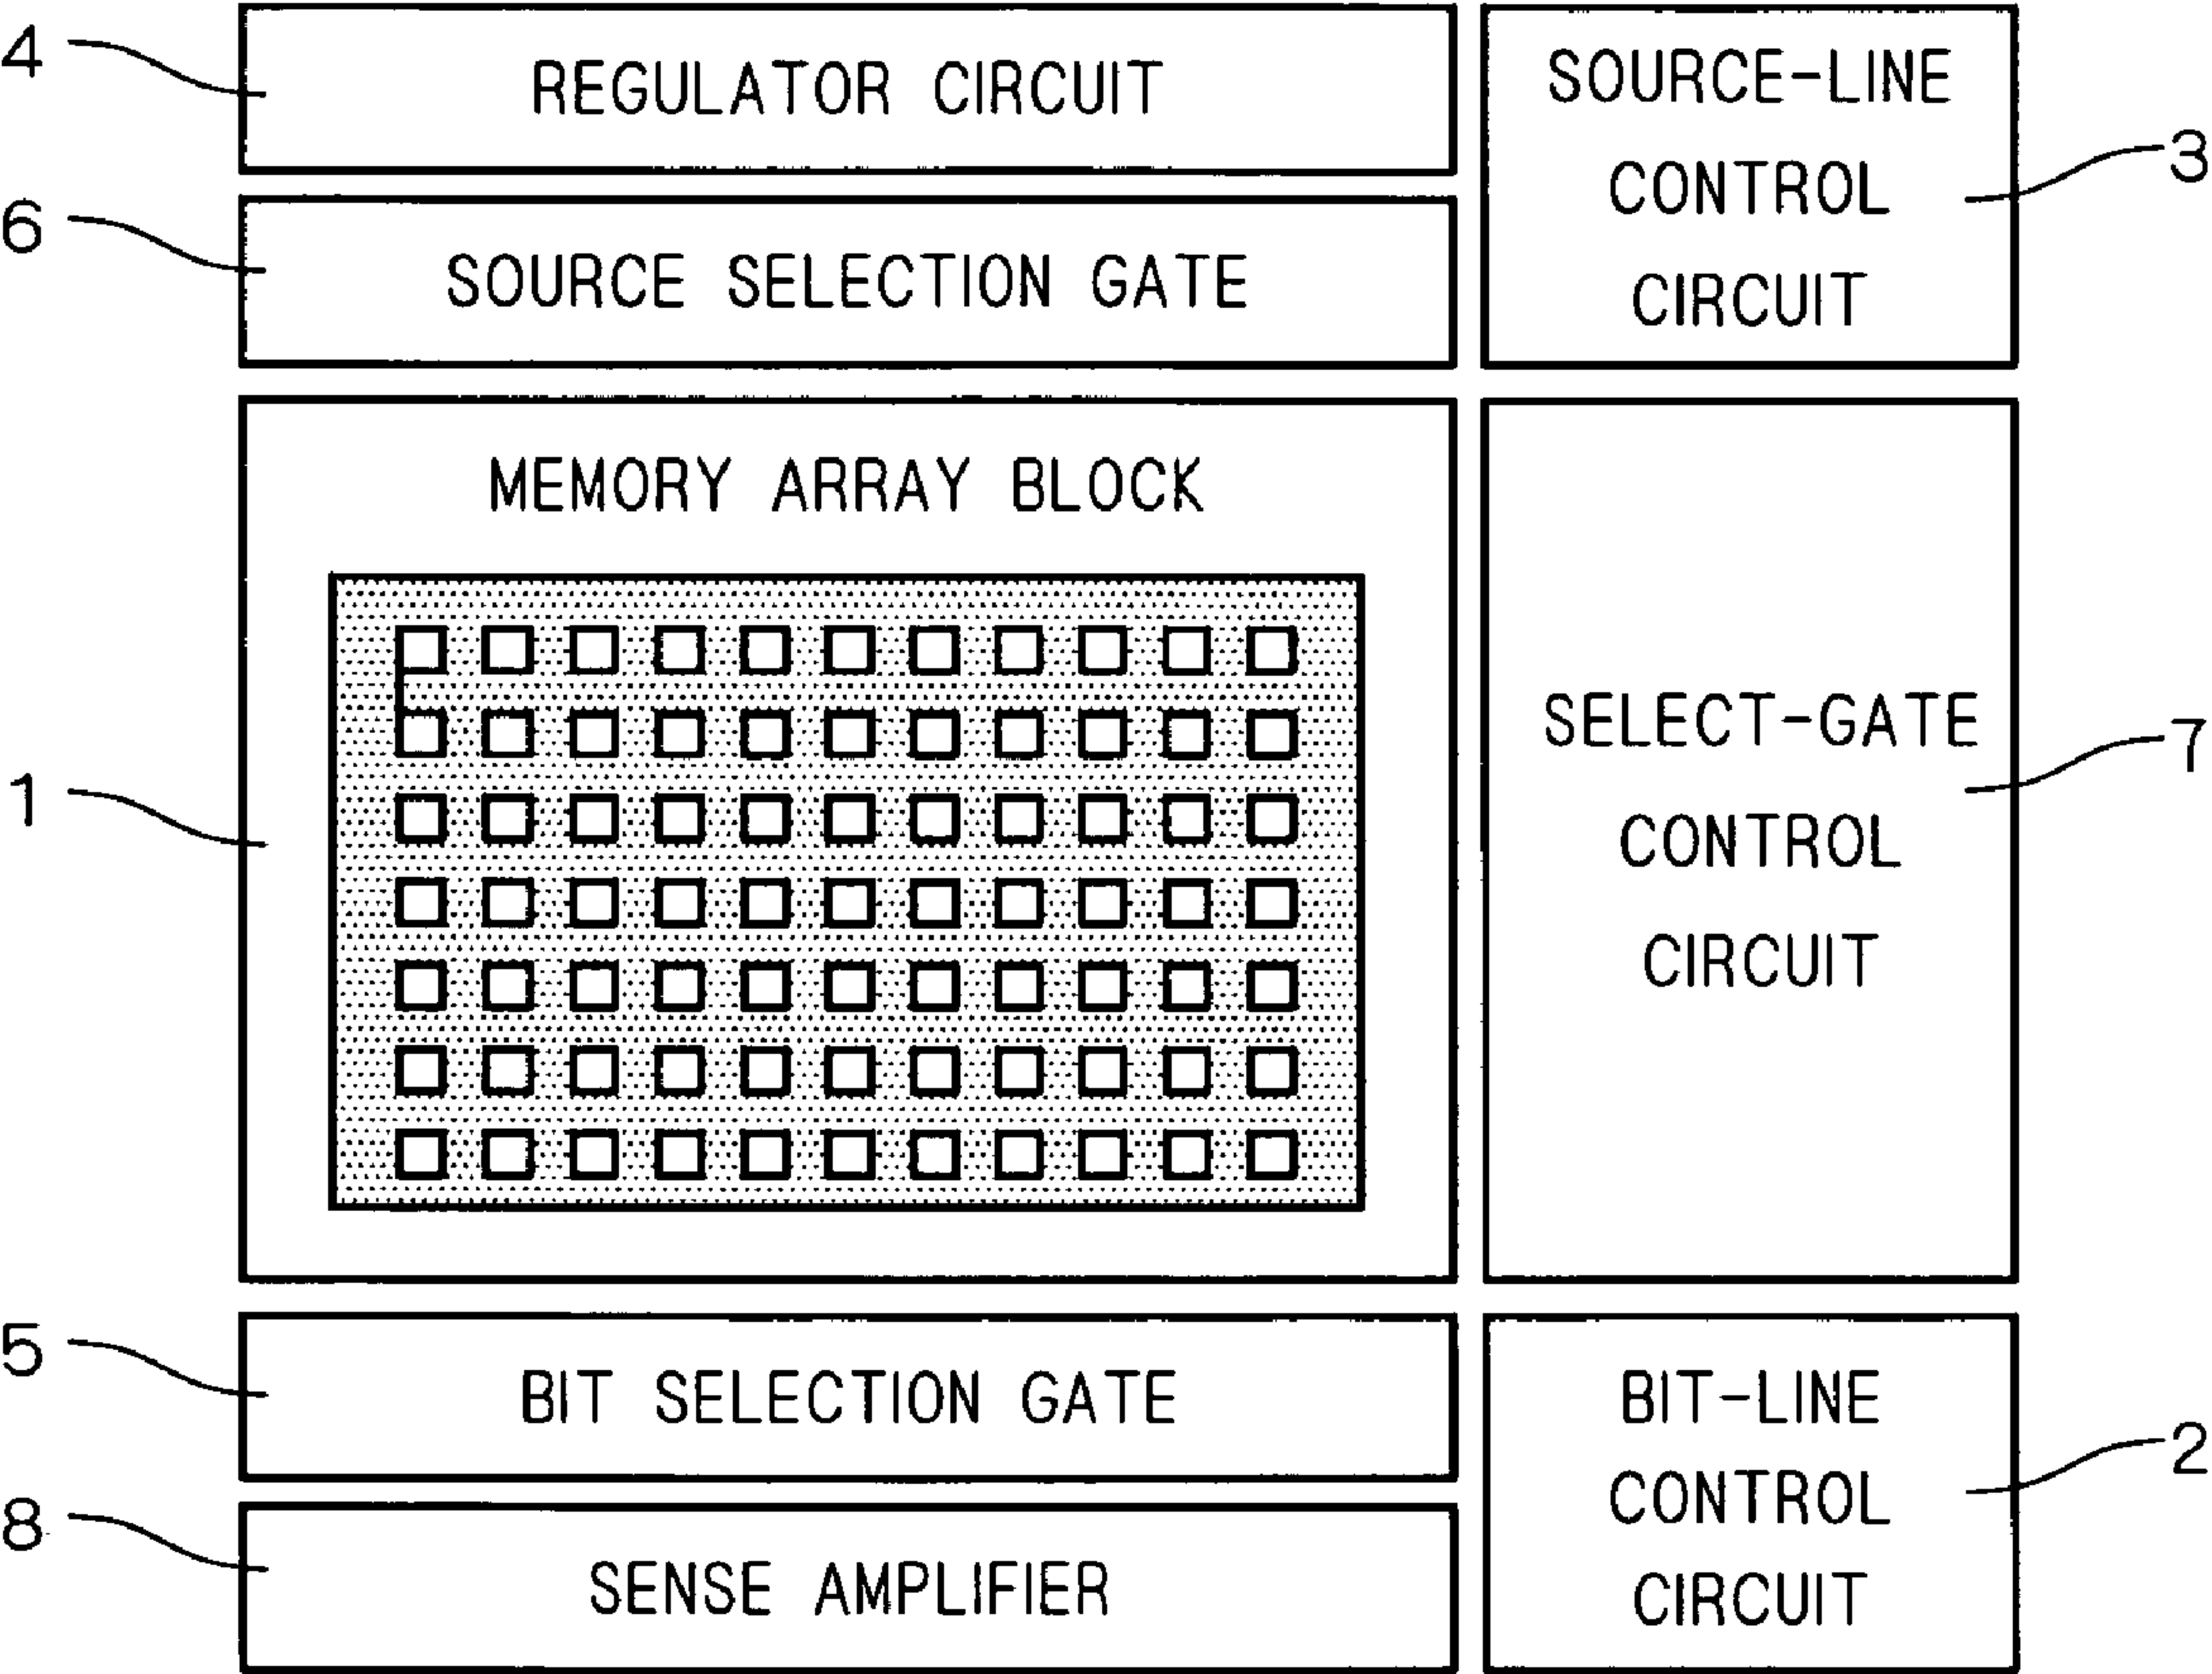 4
REGULATOR CIRCUIT
SOURCE-LINE
CONTROL
CIRCUIT
3
6
SOURCE SELECTION GATE
MEMORY ARRAY BLOCK
1
SELECT-GATE
CONTROL
CIRCUIT
7
5
BIT SELECTION GATE
BIT-LINE
CONTROL
CIRCUIT
2
8
SENSE AMPLIFIER